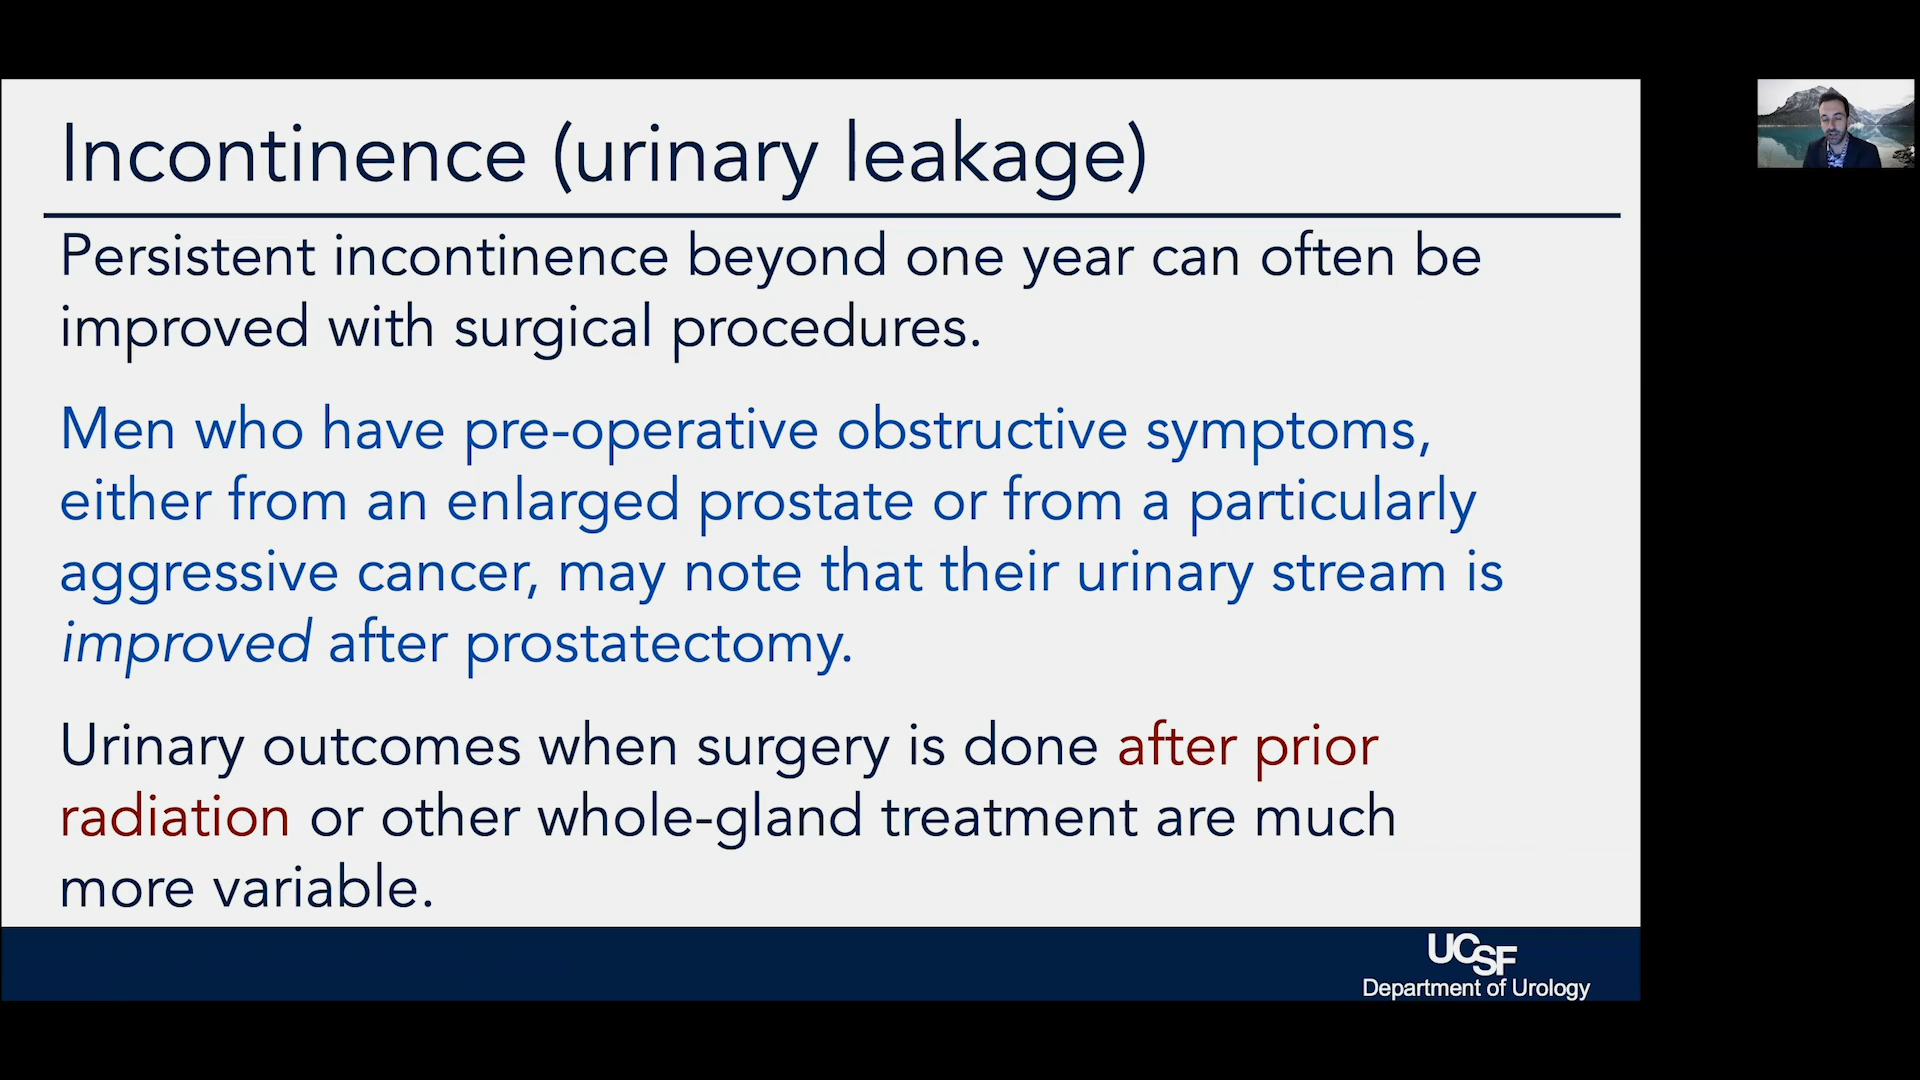 Incontinence (urinary leakage)
Persistent incontinence beyond one year can often be
improved with surgical procedures.
Men who have pre-operative obstructive symptoms,
either from an enlarged prostate or from a particularly
aggressive cancer, may note that their urinary stream is
improved after prostatectomy.
Urinary outcomes when surgery is done after prior
radiation or other whole-gland treatment are much
more variable.
UCSF
Department of Urology